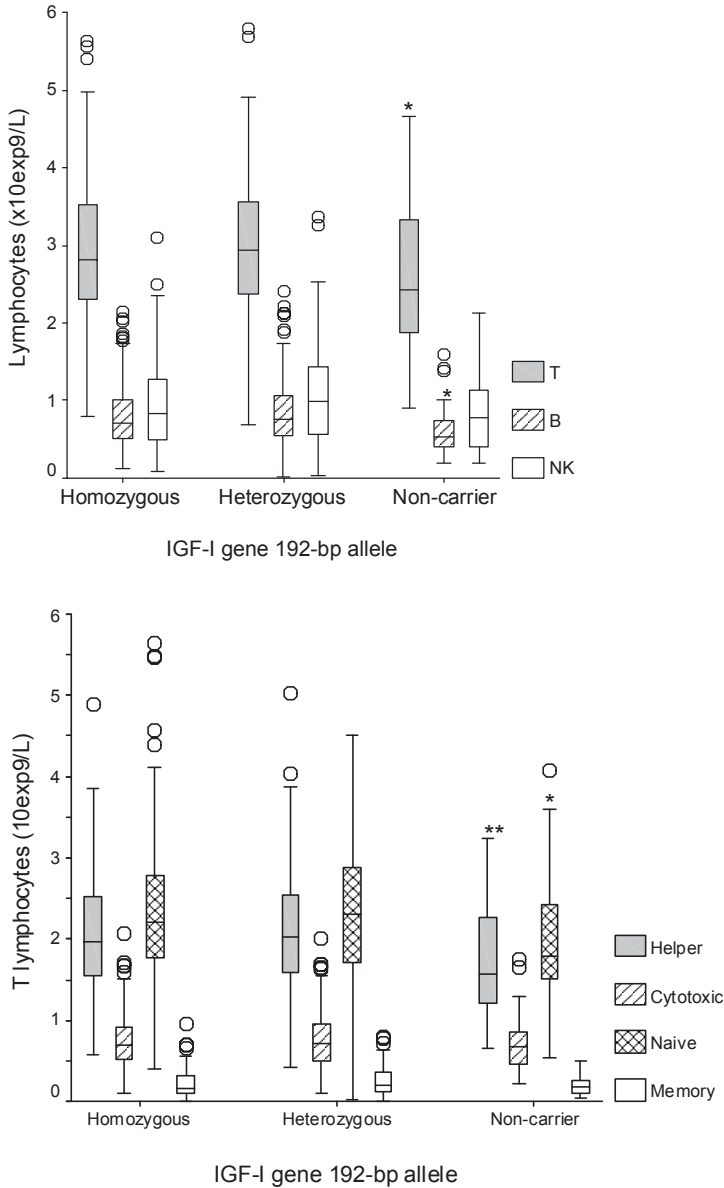 6
5
4
3
2
1
0
Lymphocytes (x10exp9/L)
*
*
T
B
NK
Homozygous
Heterozygous
Non-carrier
IGF-I gene 192-bp allele
6
5
4
3
2
1
0
T lymphocytes (10exp9/L)
**
*
Helper
Cytotoxic
Naive
Memory
Homozygous
Heterozygous
Non-carrier
IGF-I gene 192-bp allele